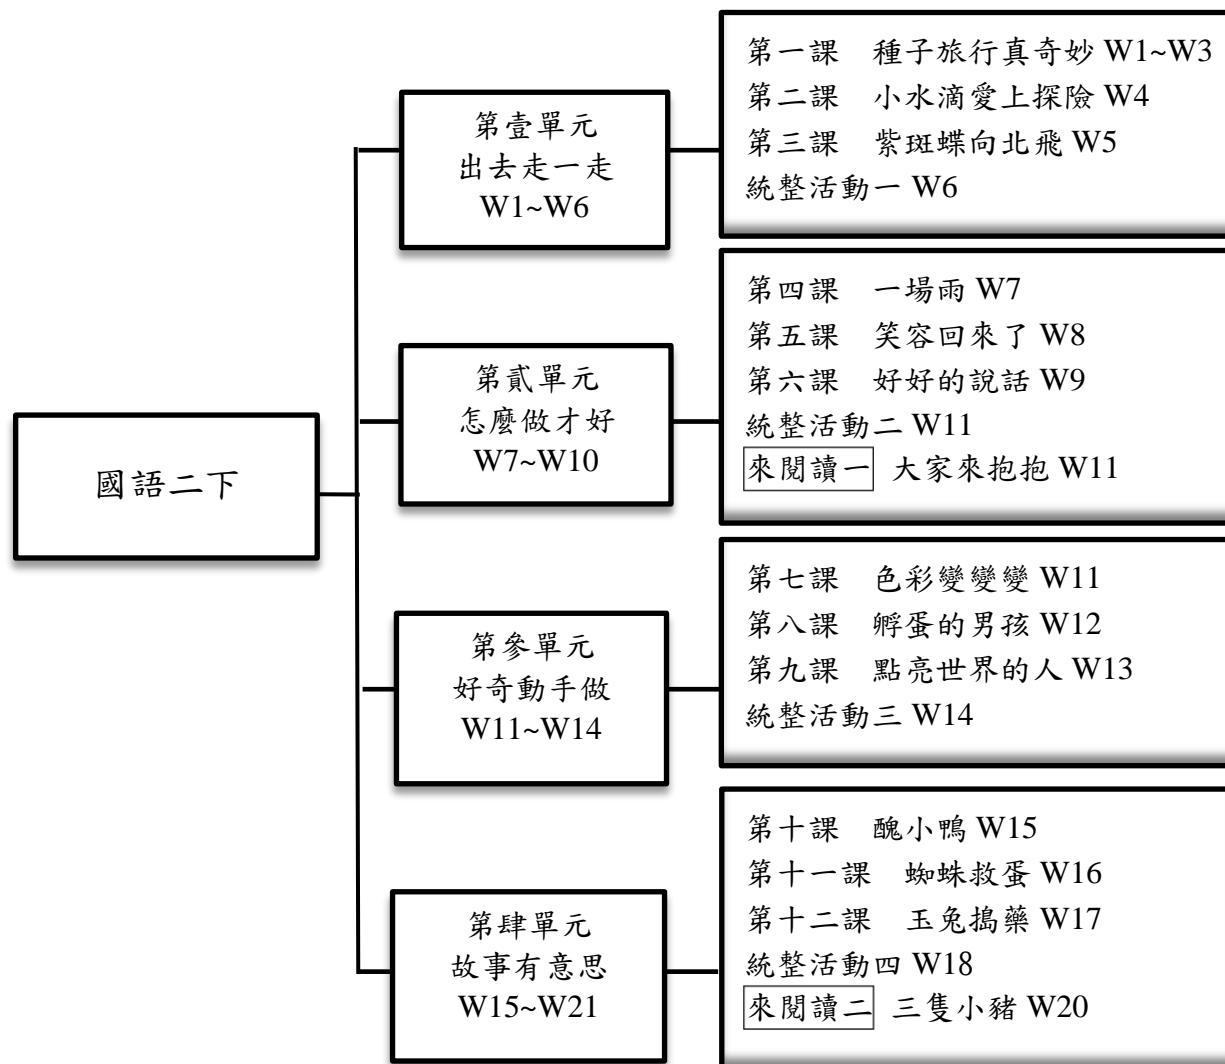 國語二下
第壹單元
出去走一走
W1~W6
第一課 種子旅行真奇妙 W1~W3
第二課 小水滴愛上探險 W4
第三課 紫斑蝶向北飛 W5
統整活動一 W6
第貳單元
怎麼做才好
W7~W10
第四課 一場雨 W7
第五課 笑容回來了 W8
第六課 好好的說話 W9
統整活動二 W11
來閱讀一 大家來抱抱 W11
第參單元
好奇動手做
W11~W14
第七課 色彩變變變 W11
第八課 孵蛋的男孩 W12
第九課 點亮世界的人 W13
統整活動三 W14
第肆單元
故事有意思
W15~W21
第十課 醜小鴨 W15
第十一課 蜘蛛救蛋 W16
第十二課 玉兔搗藥 W17
統整活動四 W18
來閱讀二 三隻小豬 W20